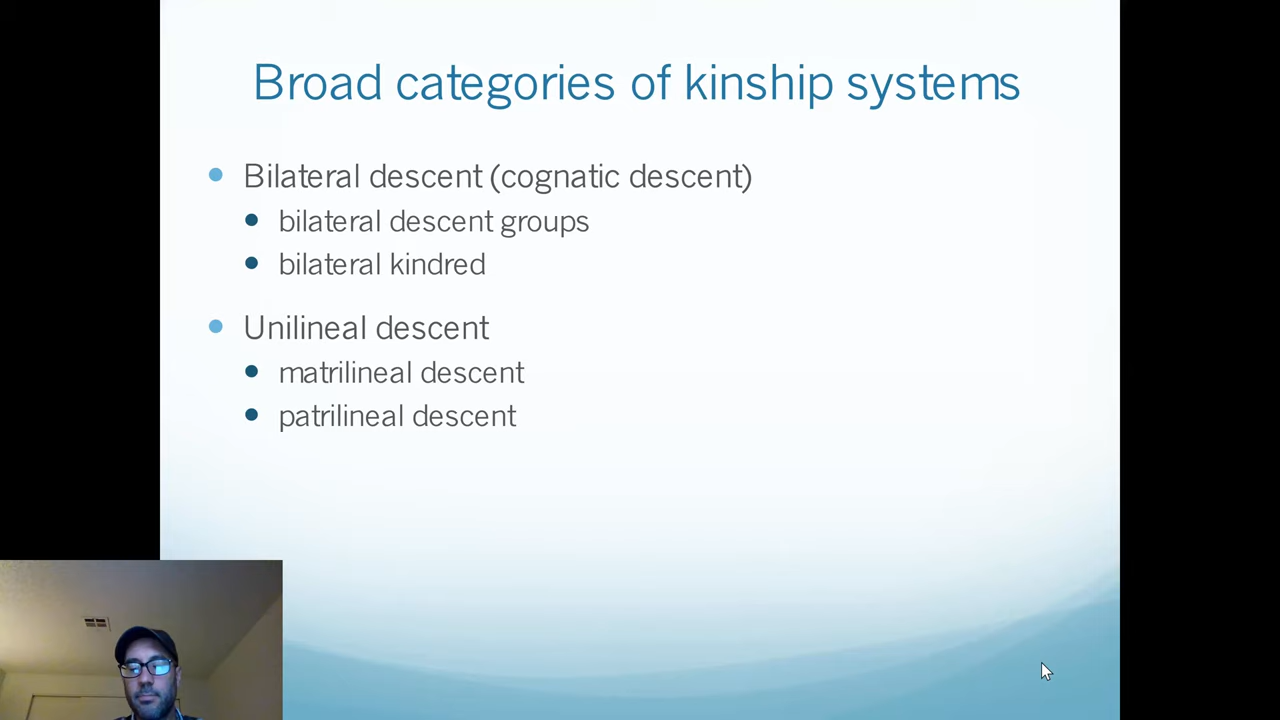 Broad categories of kinship systems
Bilateral descent (cognatic descent)
bilateral descent groups
bilateral kindred
Unilineal descent
matrilineal descent
patrilineal descent